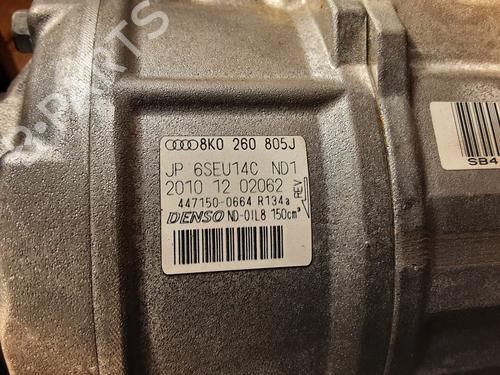 8K0 260 805J
JP 6SEU14C ND1
2010 12 02062
REV
447150-0664 R134a
DENSO ND-OIL8 150cm³
SB4
PARTS